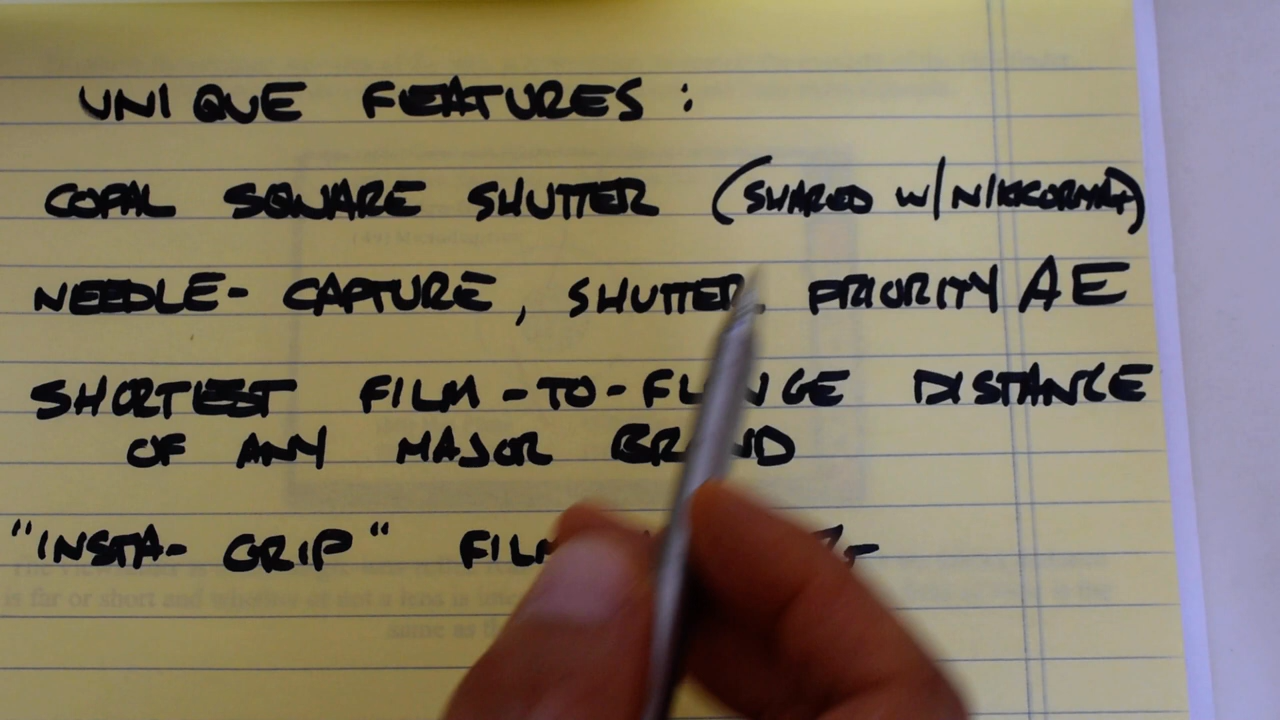 UNIQUE FEATURES :
COPAL SQUARE SHUTTER (SHARED W/ NIKKORMAT)
NEEDLE- CAPTURE, SHUTTER PRIORITY AE
SHORTEST FILM-TO-FLANGE DISTANCE
OF ANY MAJOR BRAND
"INSTA- GRIP" FILM